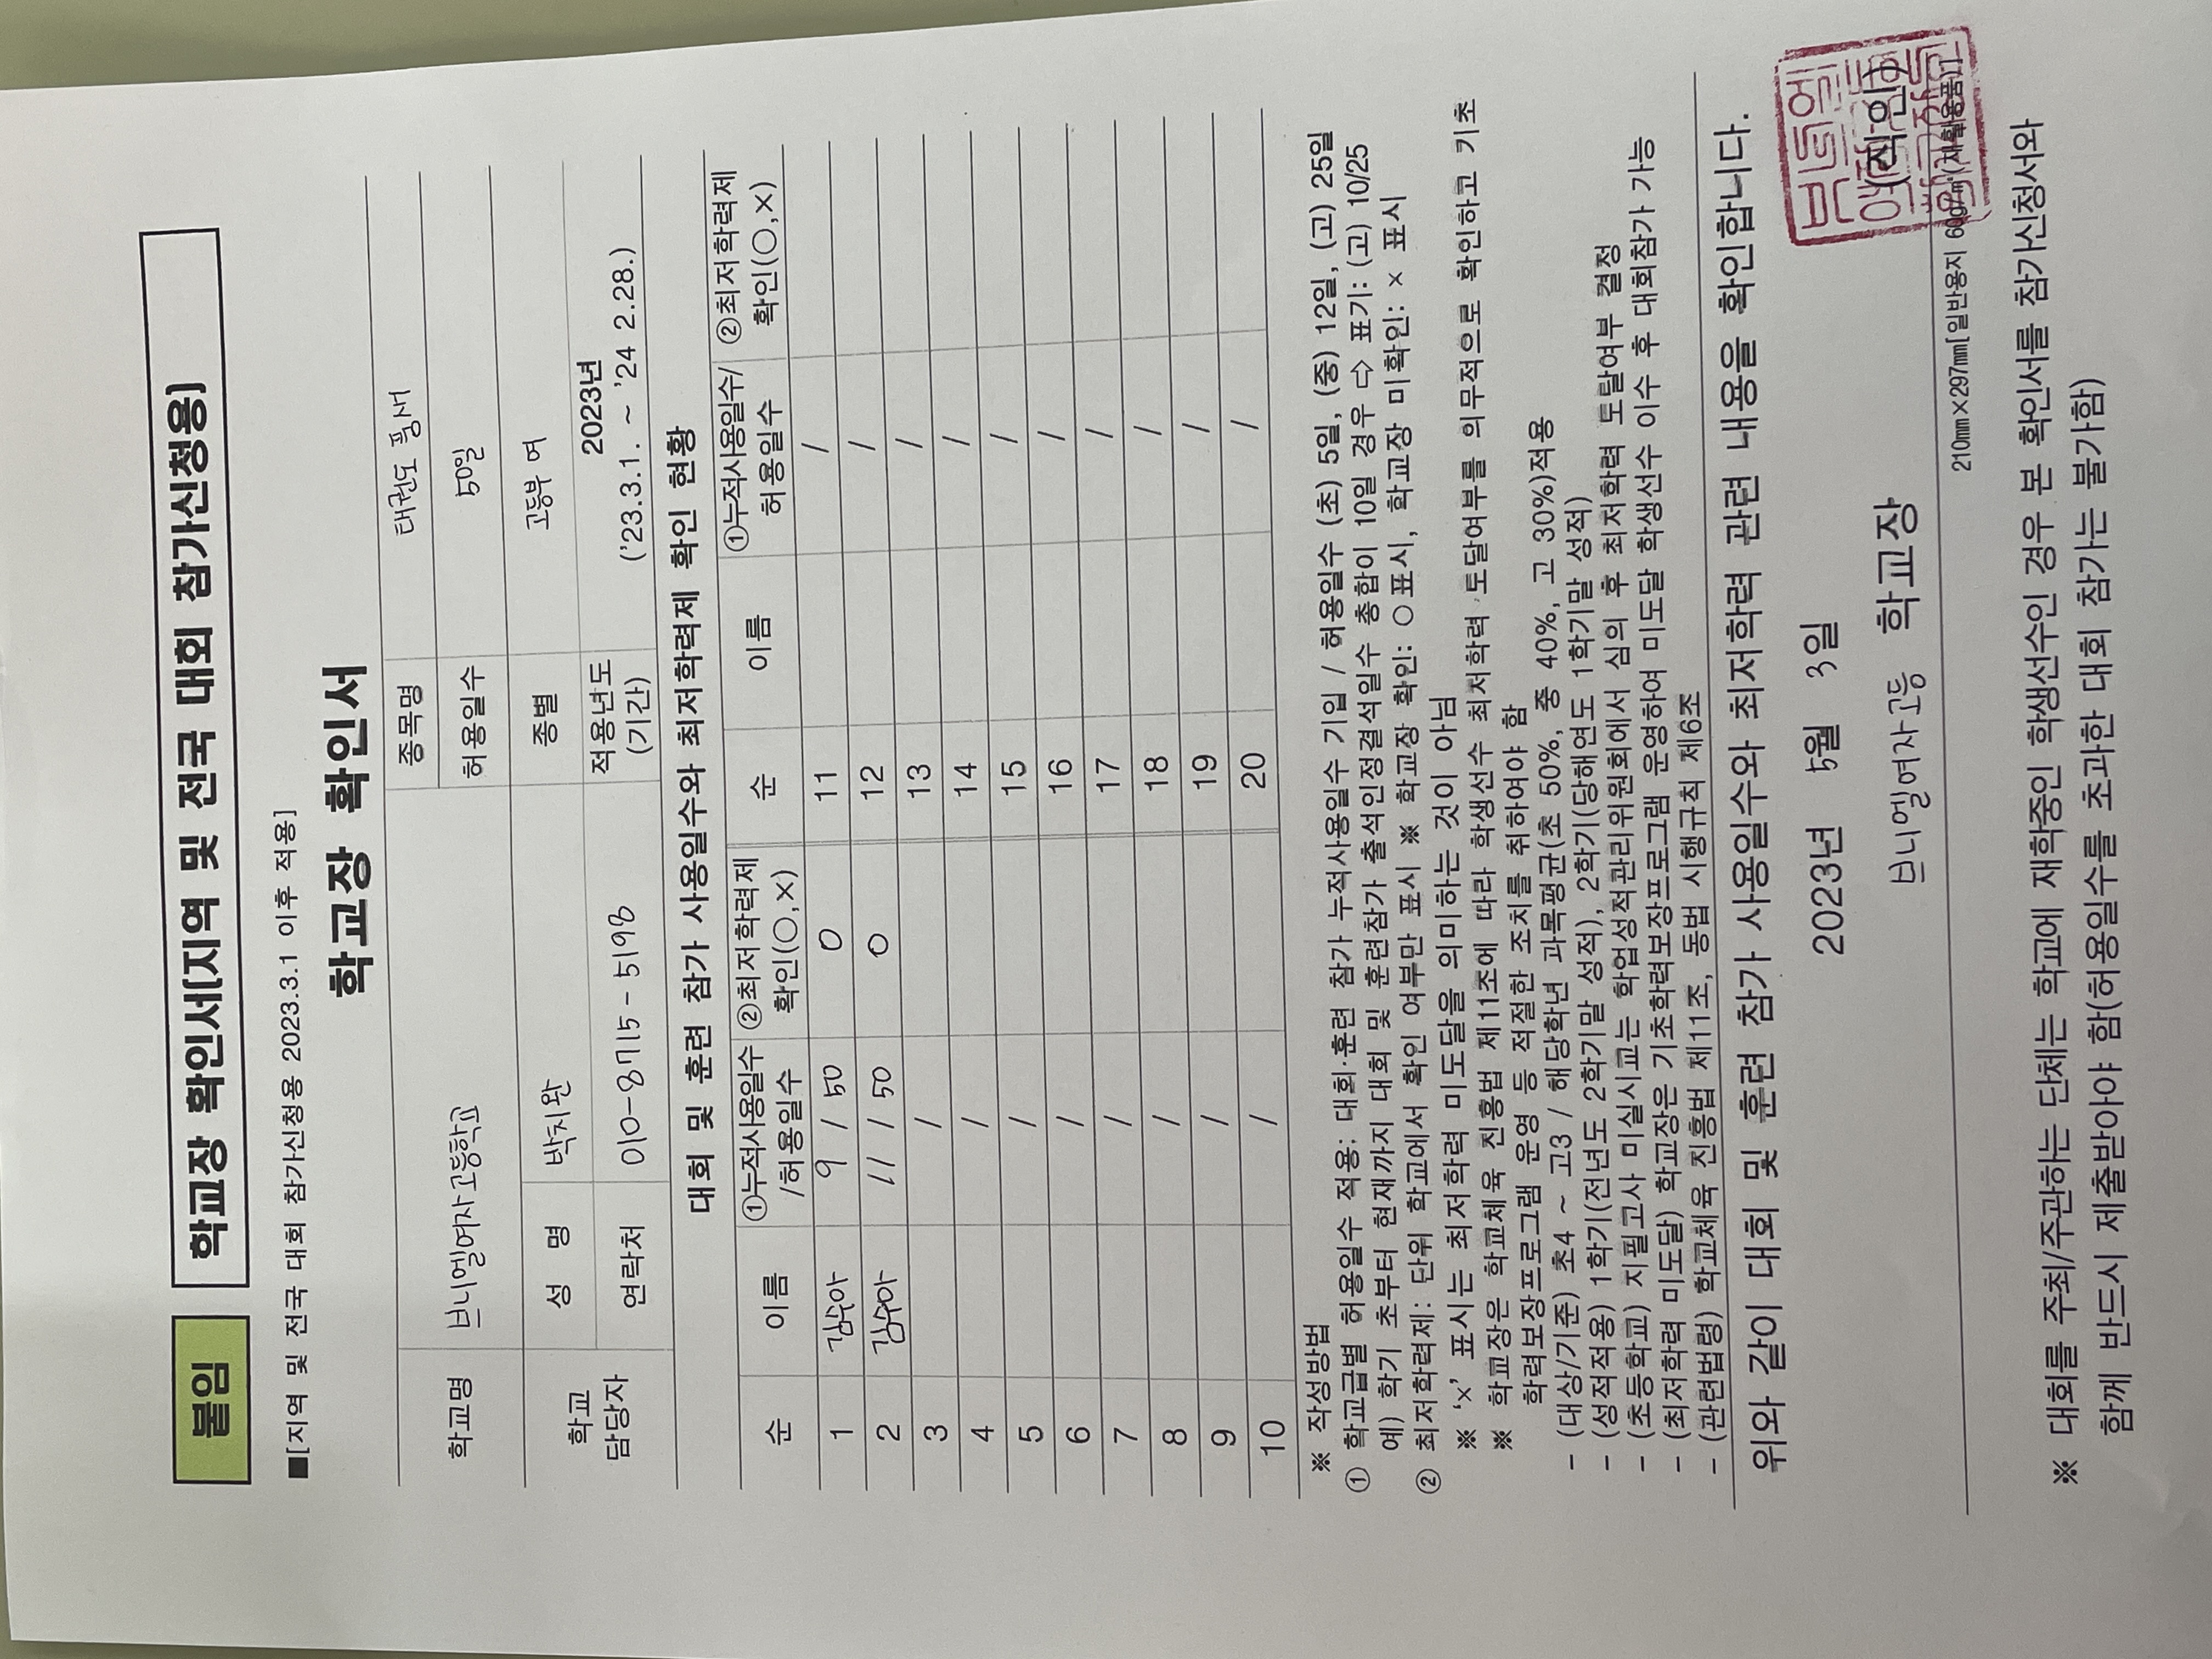 붙임
학교장 확인서[지역 및 전국 대회 참가신청용]
■[지역 및 전국 대회 참가신청용 2023.3.1 이후 적용]
학교장 확인서
학교명 브니엘여자고등학교 종목명 태권도 품새
허용일수 50일
학교 담당자 성 명 박치완 종별 고등부 여
연락처 010-8715-5198 적용년도 (기간) 2023년 ('23.3.1. ~ '24 2.28.)
대회 및 훈련 참가 사용일수와 최저학력제 확인 현황
순 이름 ①누적사용일수/허용일수 ②최저학력제 확인(○,×) 순 이름 ①누적사용일수/허용일수 ②최저학력제 확인(○,×)
1 김수아 9 / 50 ○ 11 /
2 김수아 11 / 50 ○ 12 /
3 / 13 /
4 / 14 /
5 / 15 /
6 / 16 /
7 / 17 /
8 / 18 /
9 / 19 /
10 / 20 /
※ 작성방법
① 학교급별 허용일수 적용: 대회·훈련 참가 누적사용일수 기입 / 허용일수 (초) 5일, (중) 12일, (고) 25일
예) 학기 초부터 현재까지 대회 및 훈련참가 출석인정결석일수 총합이 10일 경우 ⇨ 표기: (고) 10/25
② 최저학력제: 단위 학교에서 확인 여부만 표시 ※ 학교장 확인: ○ 표시, 학교장 미확인: × 표시
※ '×' 표시는 최저학력 미도달을 의미하는 것이 아님
※ 학교장은 학교체육 진흥법 제11조에 따라 학생선수 최저학력 도달여부를 의무적으로 확인하고 기초
학력보장프로그램 운영 등 적절한 조치를 취하여야 함
- (대상/기준) 초4 ~ 고3 / 해당학년 과목평균(초 50%, 중 40%, 고 30%)적용
- (성적적용) 1학기(전년도 2학기말 성적), 2학기(당해연도 1학기말 성적)
- (초등학교) 지필고사 미실시교는 학업성적관리위원회에서 심의 후 최저학력 도달여부 결정
- (최저학력 미도달) 학교장은 기초학력보장프로그램 운영하여 미도달 학생선수 이수 후 대회참가 가능
- (관련법령) 학교체육 진흥법 제11조, 동법 시행규칙 제6조
위와 같이 대회 및 훈련 참가 사용일수와 최저학력 관련 내용을 확인합니다.
2023년 5월 3일
브니엘여자고등 학교장 (직인)
210mm×297mm[일반용지 60g/㎡(재활용품)]
※ 대회를 주최/주관하는 단체는 학교에 재학중인 학생선수인 경우 본 확인서를 참가신청서와
함께 반드시 제출받아야 함(허용일수를 초과한 대회 참가는 불가함)